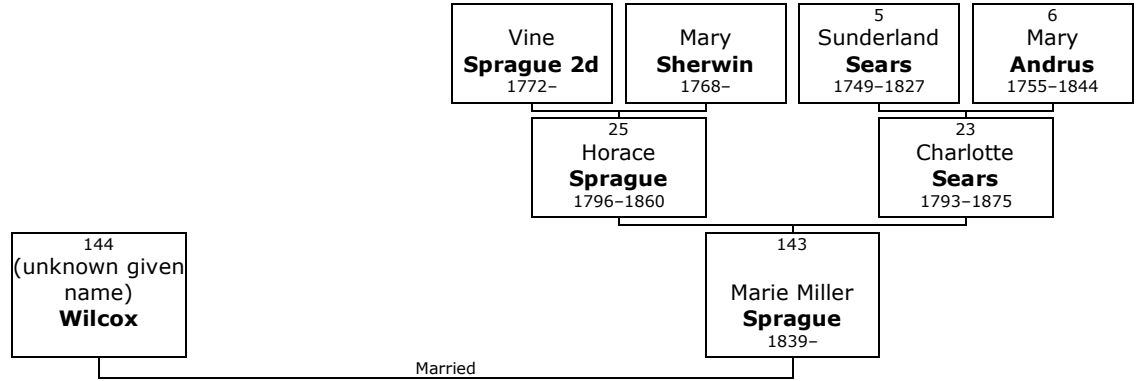 Vine
Sprague 2d
1772–
Mary
Sherwin
1768–
5
Sunderland
Sears
1749–1827
6
Mary
Andrus
1755–1844
25
Horace
Sprague
1796–1860
23
Charlotte
Sears
1793–1875
144
(unknown given
name)
Wilcox
143
Marie Miller
Sprague
1839–
Married